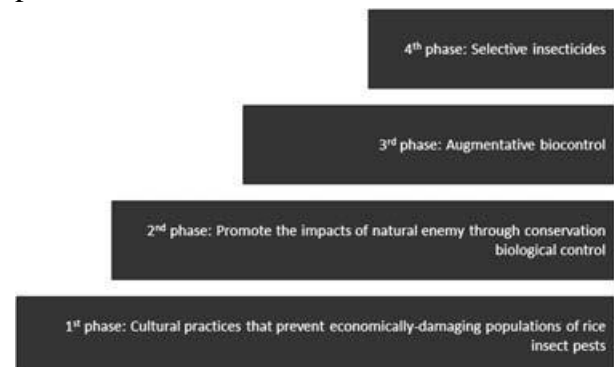 4th phase: Selective insecticides
3rd phase: Augmentative biocontrol
2nd phase: Promote the impacts of natural enemy through conservation
biological control
1st phase: Cultural practices that prevent economically-damaging populations of rice
insect pests